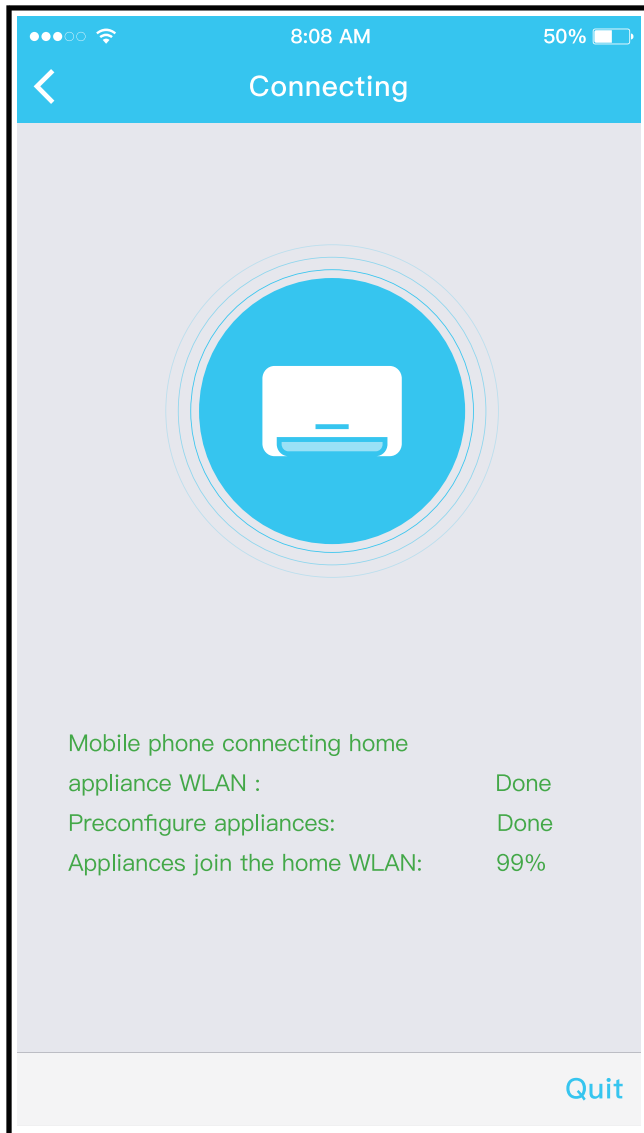 8:08 AM 50%
Connecting
Mobile phone connecting home
appliance WLAN : Done
Preconfigure appliances: Done
Appliances join the home WLAN: 99%
Quit